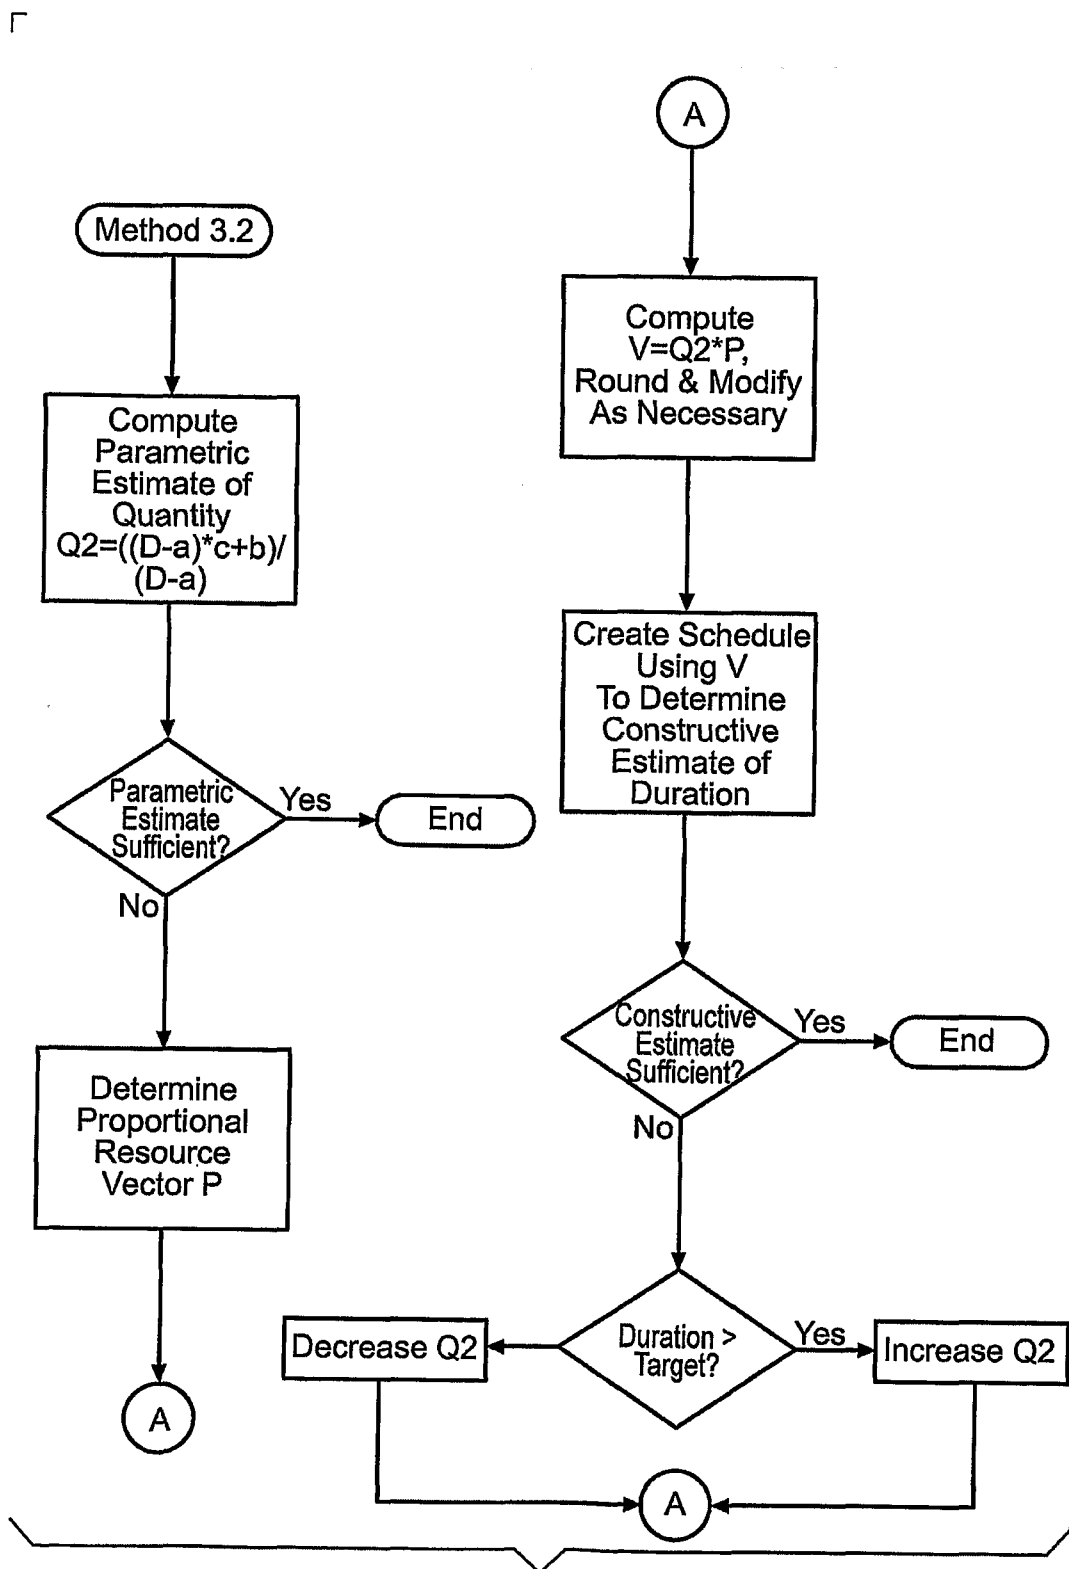 Method 3.2
Compute
Parametric
Estimate of
Quantity
Q2=((D-a)*c+b)/
(D-a)
Parametric
Estimate
Sufficient?
Yes
End
No
Determine
Proportional
Resource
Vector P
A
A
Compute
V=Q2*P,
Round & Modify
As Necessary
Create Schedule
Using V
To Determine
Constructive
Estimate of
Duration
Constructive
Estimate
Sufficient?
Yes
End
No
Duration >
Target?
Yes
Increase Q2
Decrease Q2
A